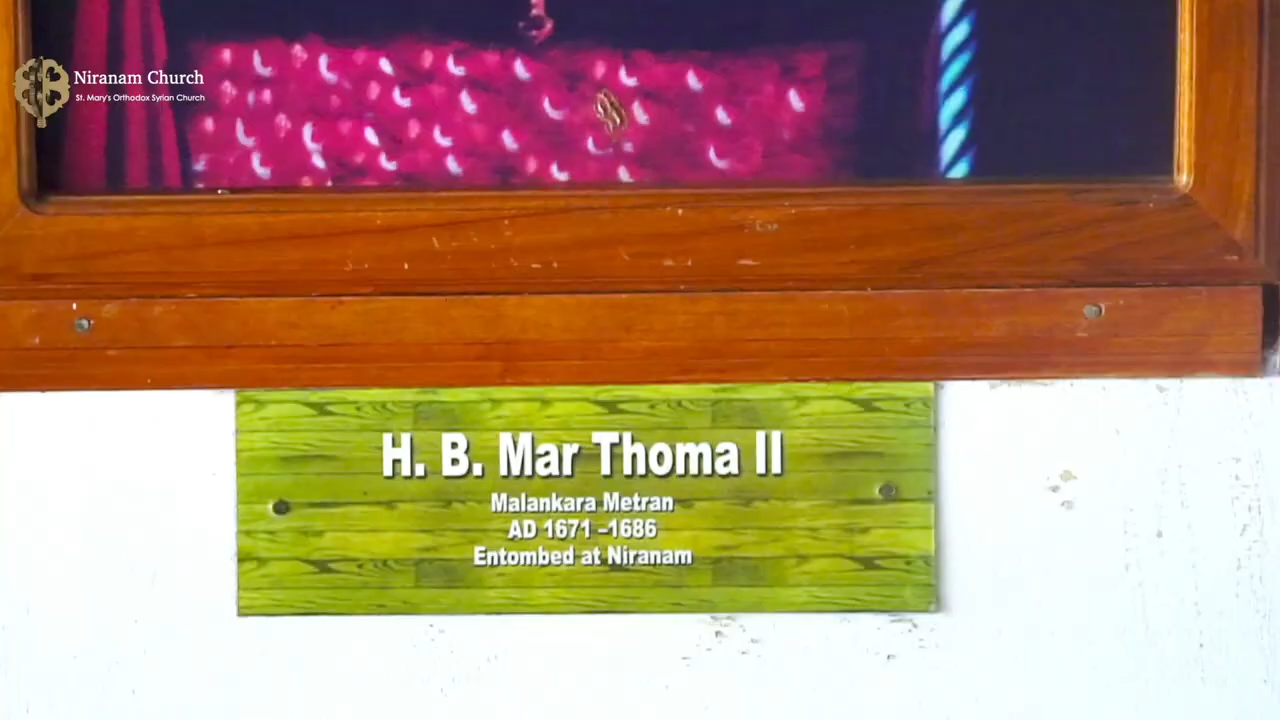 Niranam Church
St. Mary's Orthodox Syrian Church
H. B. Mar Thoma II
Malankara Metran
AD 1671 –1686
Entombed at Niranam